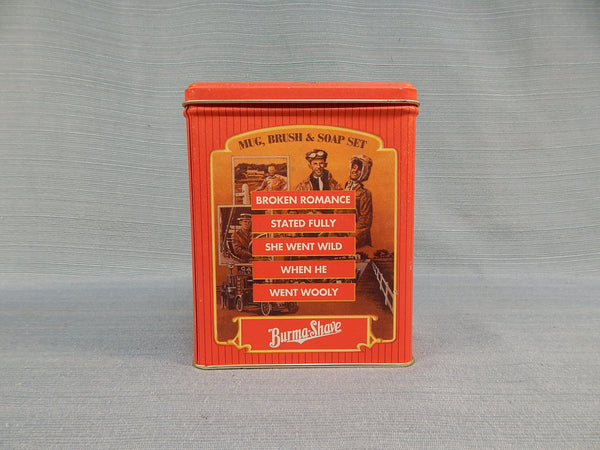 MUG, BRUSH & SOAP SET
BROKEN ROMANCE
STATED FULLY
SHE WENT WILD
WHEN HE
WENT WOOLY
Burma-Shave